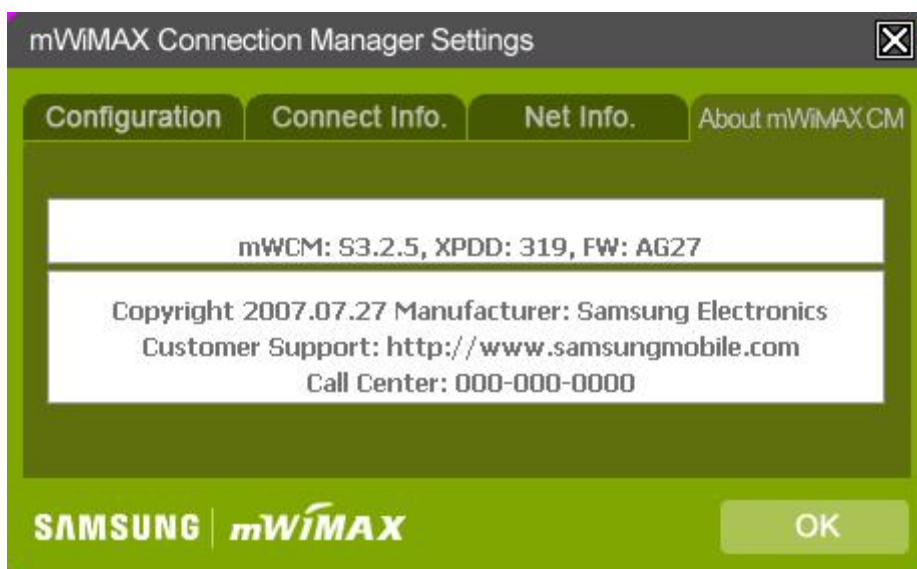 mWiMAX Connection Manager Settings
Configuration Connect Info. Net Info. About mWiMAX CM
mWCM: S3.2.5, XPDD: 319, FW: AG27
Copyright 2007.07.27 Manufacturer: Samsung Electronics
Customer Support: http://www.samsungmobile.com
Call Center: 000-000-0000
SAMSUNG mWiMAX OK